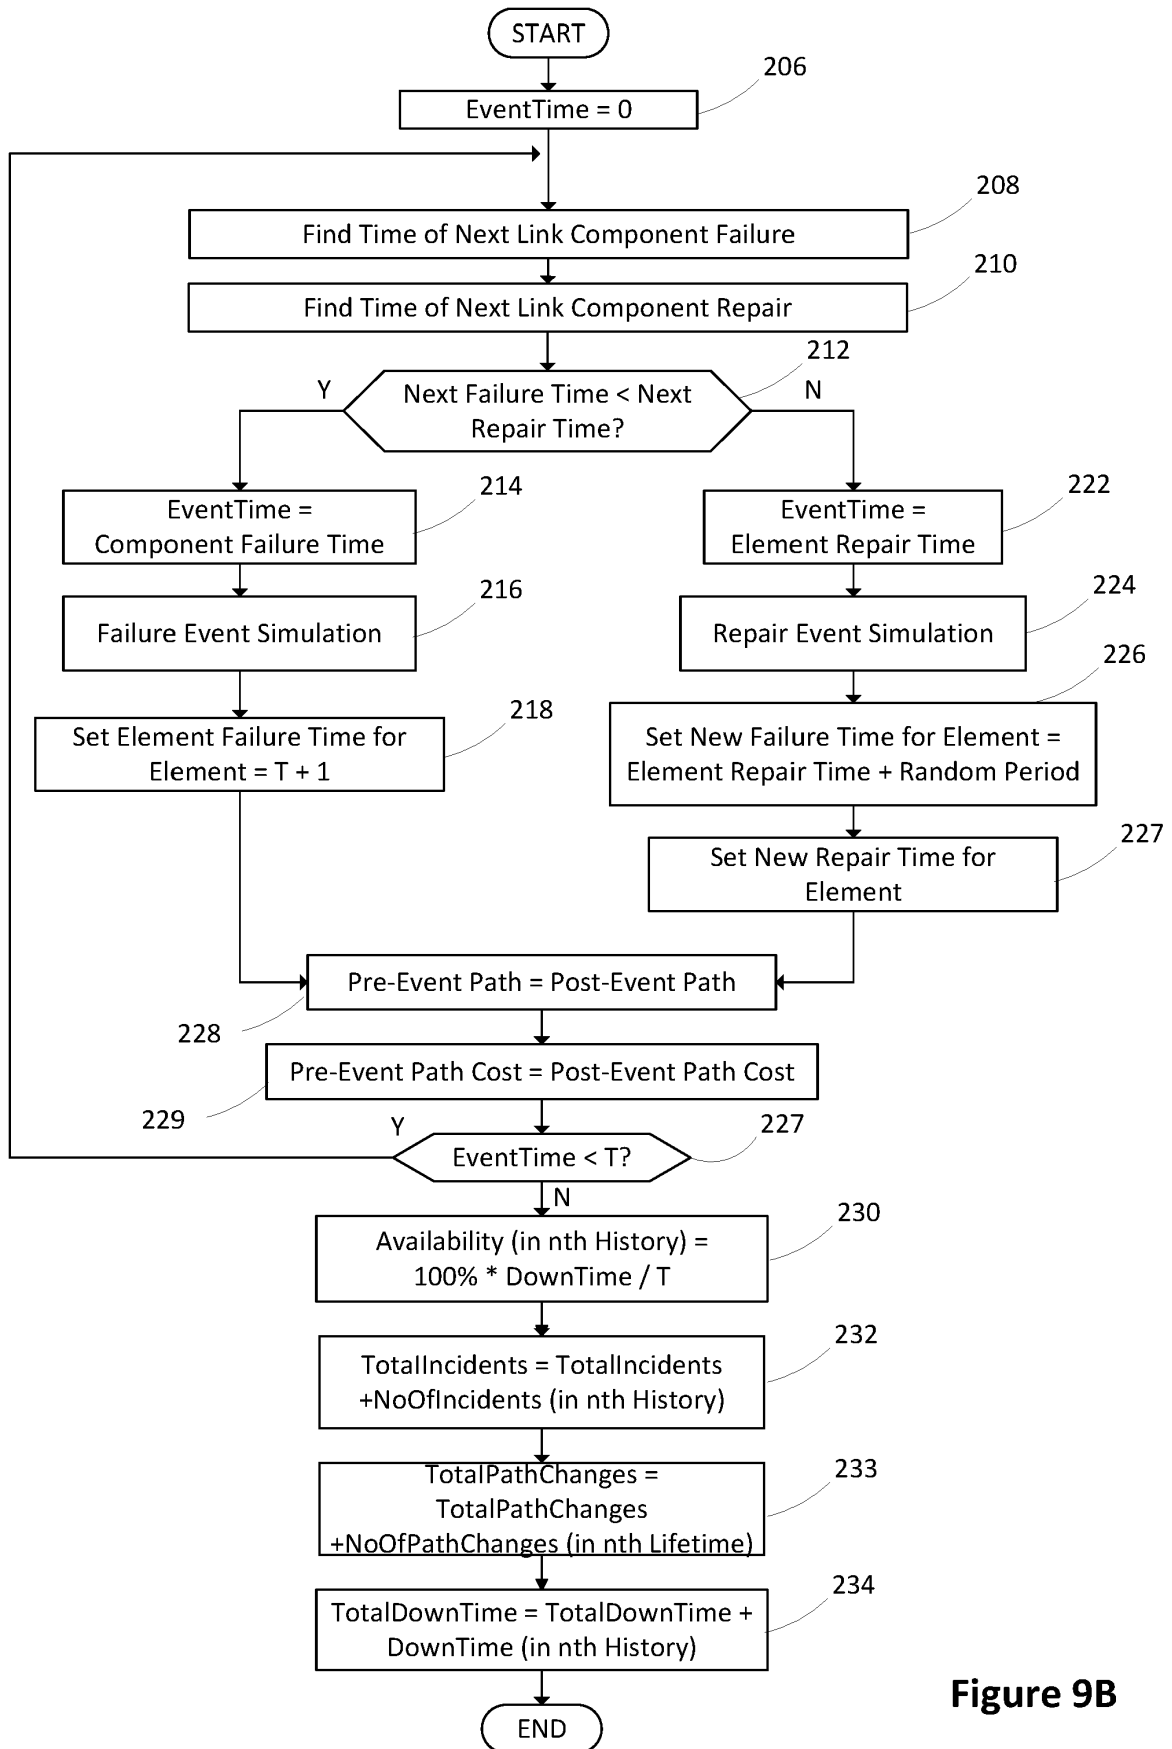 START
206
EventTime = 0
208
Find Time of Next Link Component Failure
210
Find Time of Next Link Component Repair
212
Y
Next Failure Time < Next
Repair Time?
N
214
EventTime =
Component Failure Time
222
EventTime =
Element Repair Time
216
Failure Event Simulation
224
Repair Event Simulation
226
218
Set Element Failure Time for
Element = T + 1
Set New Failure Time for Element =
Element Repair Time + Random Period
227
Set New Repair Time for
Element
Pre-Event Path = Post-Event Path
228
Pre-Event Path Cost = Post-Event Path Cost
229
Y
227
EventTime < T?
N
230
Availability (in nth History) =
100% * DownTime / T
232
TotalIncidents = TotalIncidents
+NoOfIncidents (in nth History)
233
TotalPathChanges =
TotalPathChanges
+NoOfPathChanges (in nth Lifetime)
234
TotalDownTime = TotalDownTime +
DownTime (in nth History)
Figure 9B
END